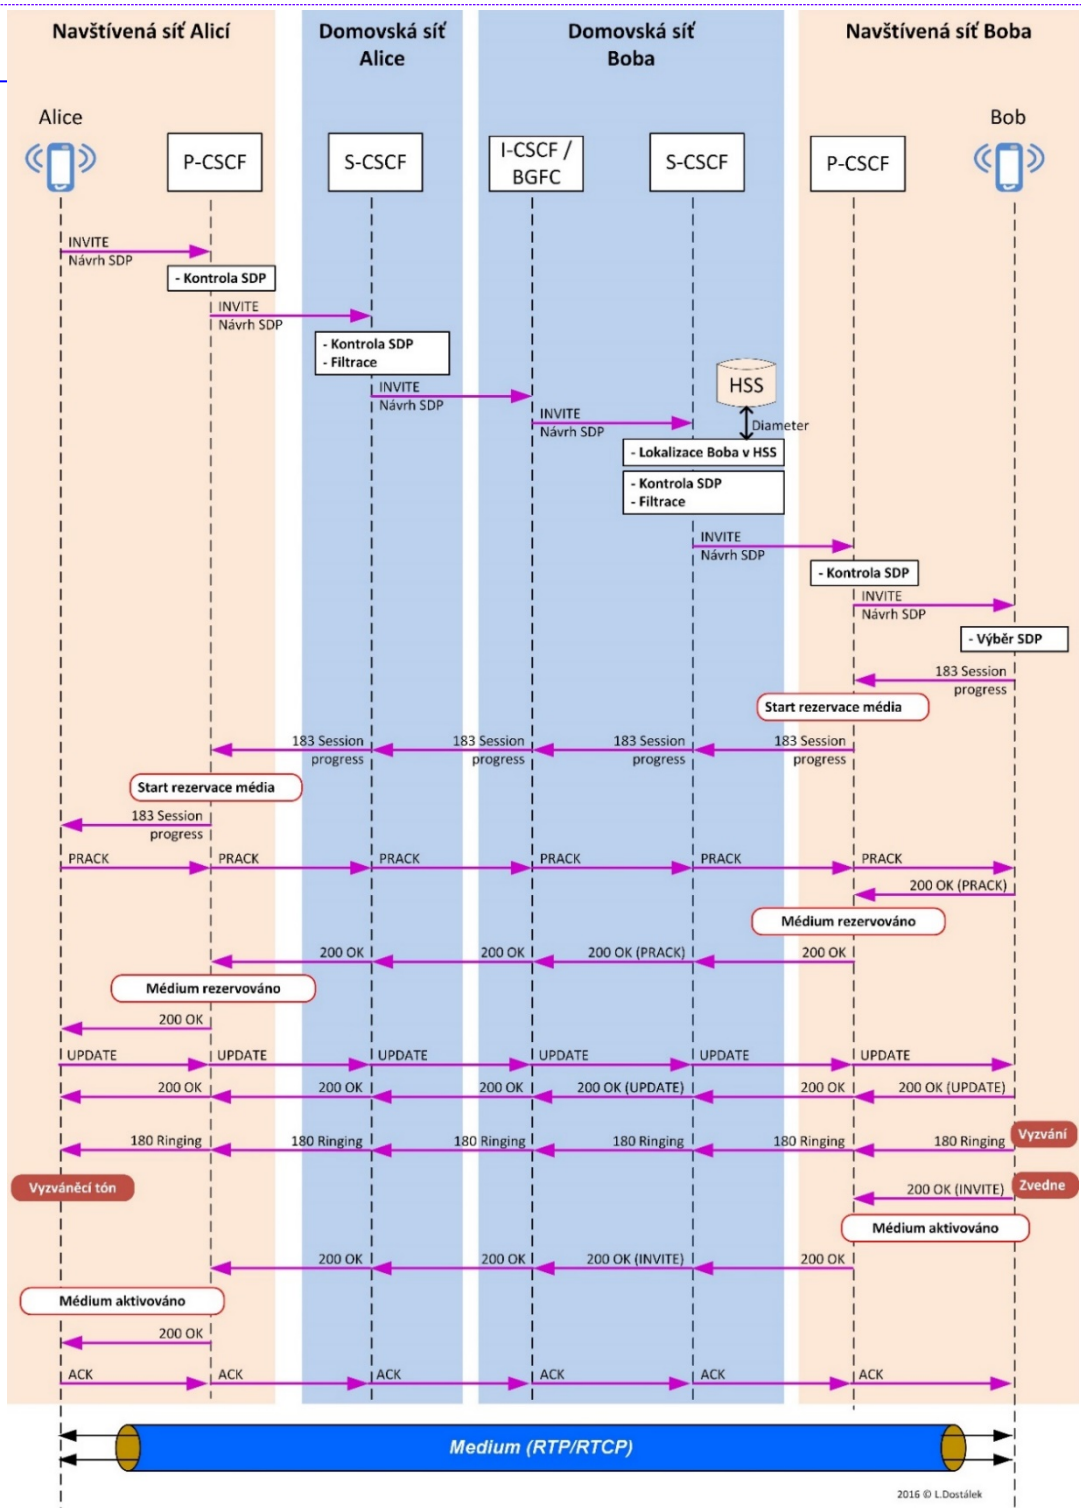 Navštívená síť Alicí
Domovská síť
Alice
Domovská síť
Boba
Navštívená síť Boba
Alice
Bob
P-CSCF
S-CSCF
I-CSCF /
BGFC
S-CSCF
P-CSCF
INVITE
Návrh SDP
- Kontrola SDP
INVITE
Návrh SDP
- Kontrola SDP
- Filtrace
INVITE
Návrh SDP
HSS
INVITE
Návrh SDP
Diameter
- Lokalizace Boba v HSS
- Kontrola SDP
- Filtrace
INVITE
Návrh SDP
- Kontrola SDP
INVITE
Návrh SDP
- Výběr SDP
183 Session
progress
Start rezervace média
183 Session
progress
183 Session
progress
183 Session
progress
183 Session
progress
Start rezervace média
183 Session
progress
PRACK PRACK PRACK PRACK PRACK PRACK
200 OK (PRACK)
Médium rezervováno
200 OK 200 OK 200 OK (PRACK) 200 OK
Médium rezervováno
200 OK
UPDATE UPDATE UPDATE UPDATE UPDATE UPDATE
200 OK 200 OK 200 OK 200 OK (UPDATE) 200 OK 200 OK (UPDATE)
Vyzvání
180 Ringing 180 Ringing 180 Ringing 180 Ringing 180 Ringing 180 Ringing
Vyzváněcí tón
Zvedne
200 OK (INVITE)
Médium aktivováno
200 OK 200 OK 200 OK (INVITE) 200 OK
Médium aktivováno
200 OK
ACK ACK ACK ACK ACK ACK
Medium (RTP/RTCP)
2016 © L.Dostálek